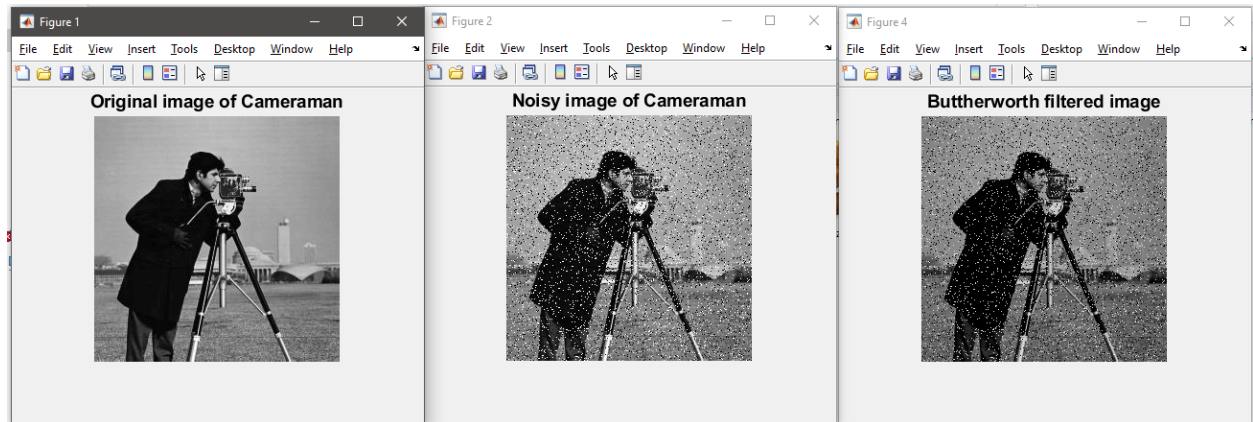 Figure 1
File Edit View Insert Tools Desktop Window Help
Original image of Cameraman
Figure 2
File Edit View Insert Tools Desktop Window Help
Noisy image of Cameraman
Figure 4
File Edit View Insert Tools Desktop Window Help
Buttherworth filtered image